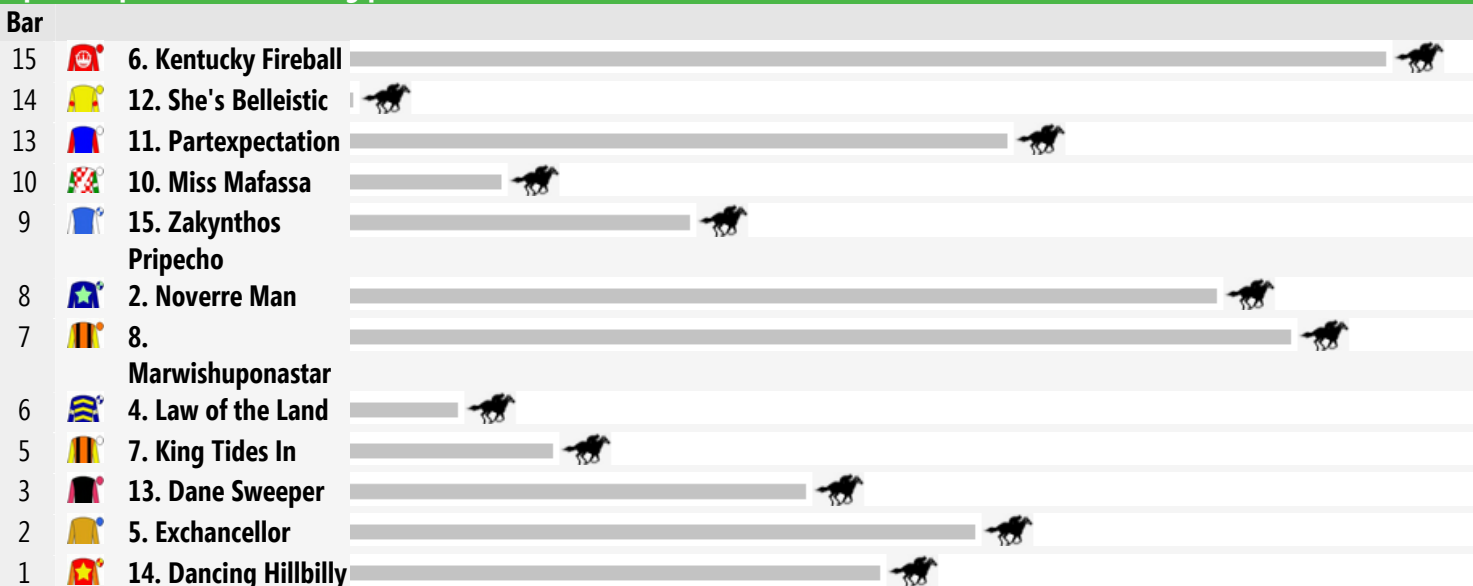 Bar
15 6. Kentucky Fireball
14 12. She's Belleistic
13 11. Partexpectation
10 10. Miss Mafassa
9 15. Zakynthos
Pripecho
8 2. Noverre Man
7 8.
Marwishuponastar
6 4. Law of the Land
5 7. King Tides In
3 13. Dane Sweeper
2 5. Exchancellor
1 14. Dancing Hillbilly